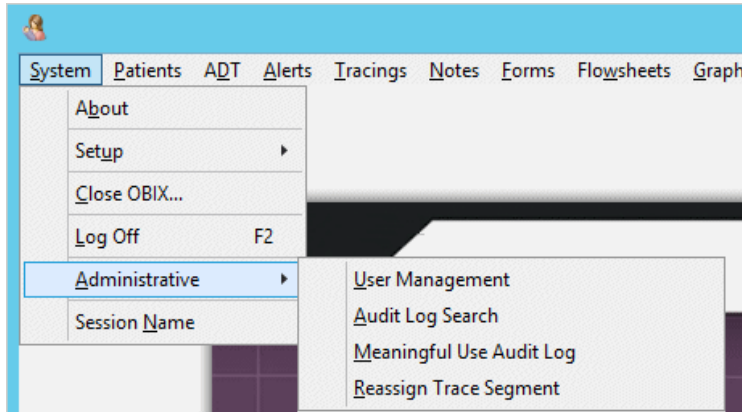 System Patients ADT Alerts Tracings Notes Forms Flowsheets Graph
About
Setup
Close OBIX...
Log Off F2
Administrative
Session Name
User Management
Audit Log Search
Meaningful Use Audit Log
Reassign Trace Segment